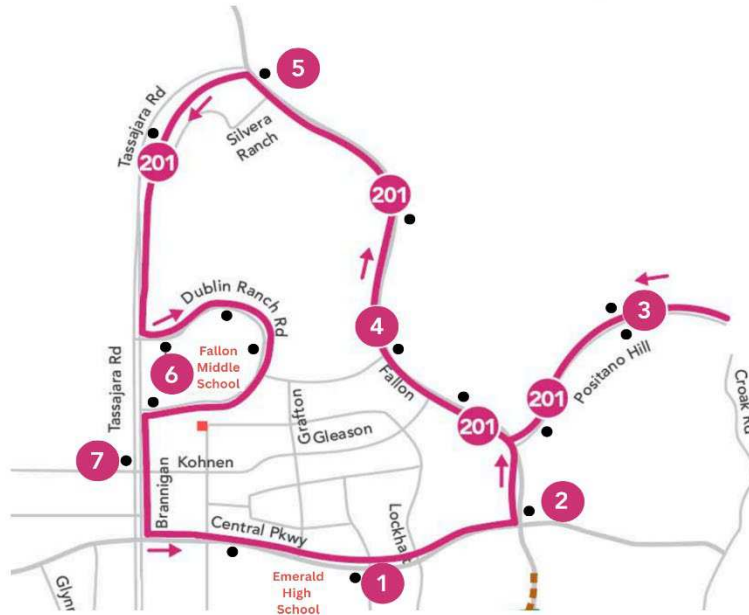 5
Tassajara Rd
Silvera
Ranch
201
201
Dublin Ranch Rd
3
Positano Hill
4
Fallon
6
Fallon
Middle
School
Tassajara Rd
Grafton
Gleason
201
201
Croak Rd
7
Kohnen
Brannigan
Central Pkwy
Lockhart
2
1
Emerald
High
School